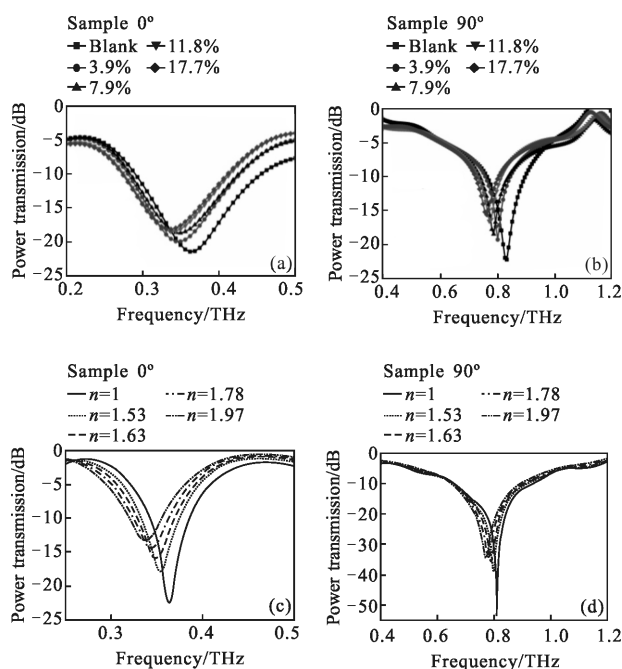 Sample 0°
Blank 11.8%
3.9% 17.7%
7.9%
Power transmission/dB
0
−5
−10
−15
−20
−25
0.2 0.3 0.4 0.5
(a)
Frequency/THz
Sample 90°
Blank 11.8%
3.9% 17.7%
7.9%
Power transmission/dB
0
−5
−10
−15
−20
−25
0.4 0.6 0.8 1.0 1.2
(b)
Frequency/THz
Sample 0°
n=1 n=1.78
n=1.53 n=1.97
n=1.63
Power transmission/dB
0
−5
−10
−15
−20
−25
0.3 0.4 0.5
(c)
Frequency/THz
Sample 90°
n=1 n=1.78
n=1.53 n=1.97
n=1.63
Power transmission/dB
0
−10
−20
−30
−40
−50
0.4 0.6 0.8 1.0 1.2
(d)
Frequency/THz